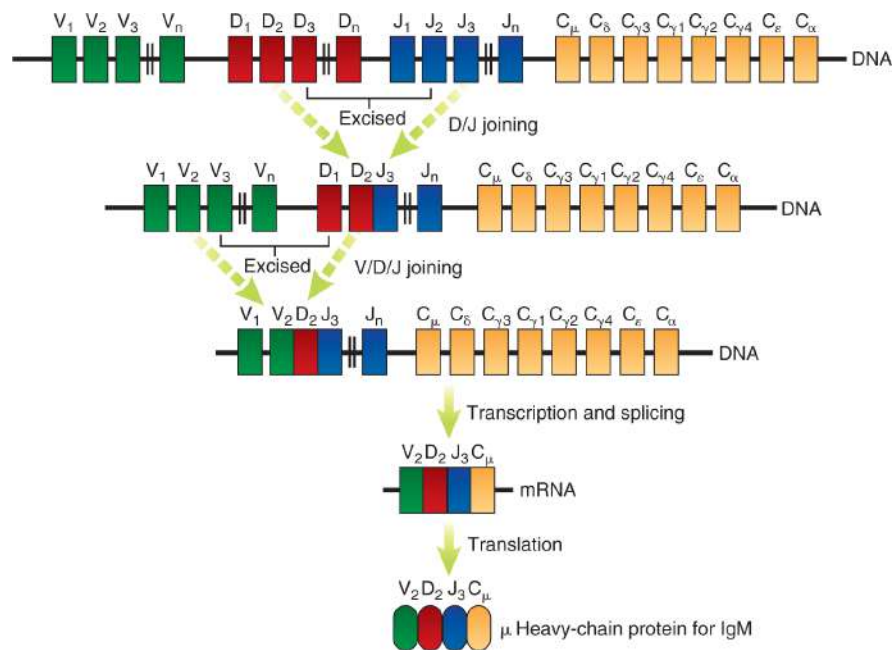 V1 V2 V3 Vn D1 D2 D3 Dn J1 J2 J3 Jn Cμ Cδ Cγ3 Cγ1 Cγ2 Cγ4 Cε Cα
DNA
Excised
D/J joining
V1 V2 V3 Vn D1 D2 J3 Jn Cμ Cδ Cγ3 Cγ1 Cγ2 Cγ4 Cε Cα
DNA
Excised
V/D/J joining
V1 V2 D2 J3 Jn Cμ Cδ Cγ3 Cγ1 Cγ2 Cγ4 Cε Cα
DNA
Transcription and splicing
V2 D2 J3 Cμ
mRNA
Translation
V2 D2 J3 Cμ
μ Heavy-chain protein for IgM